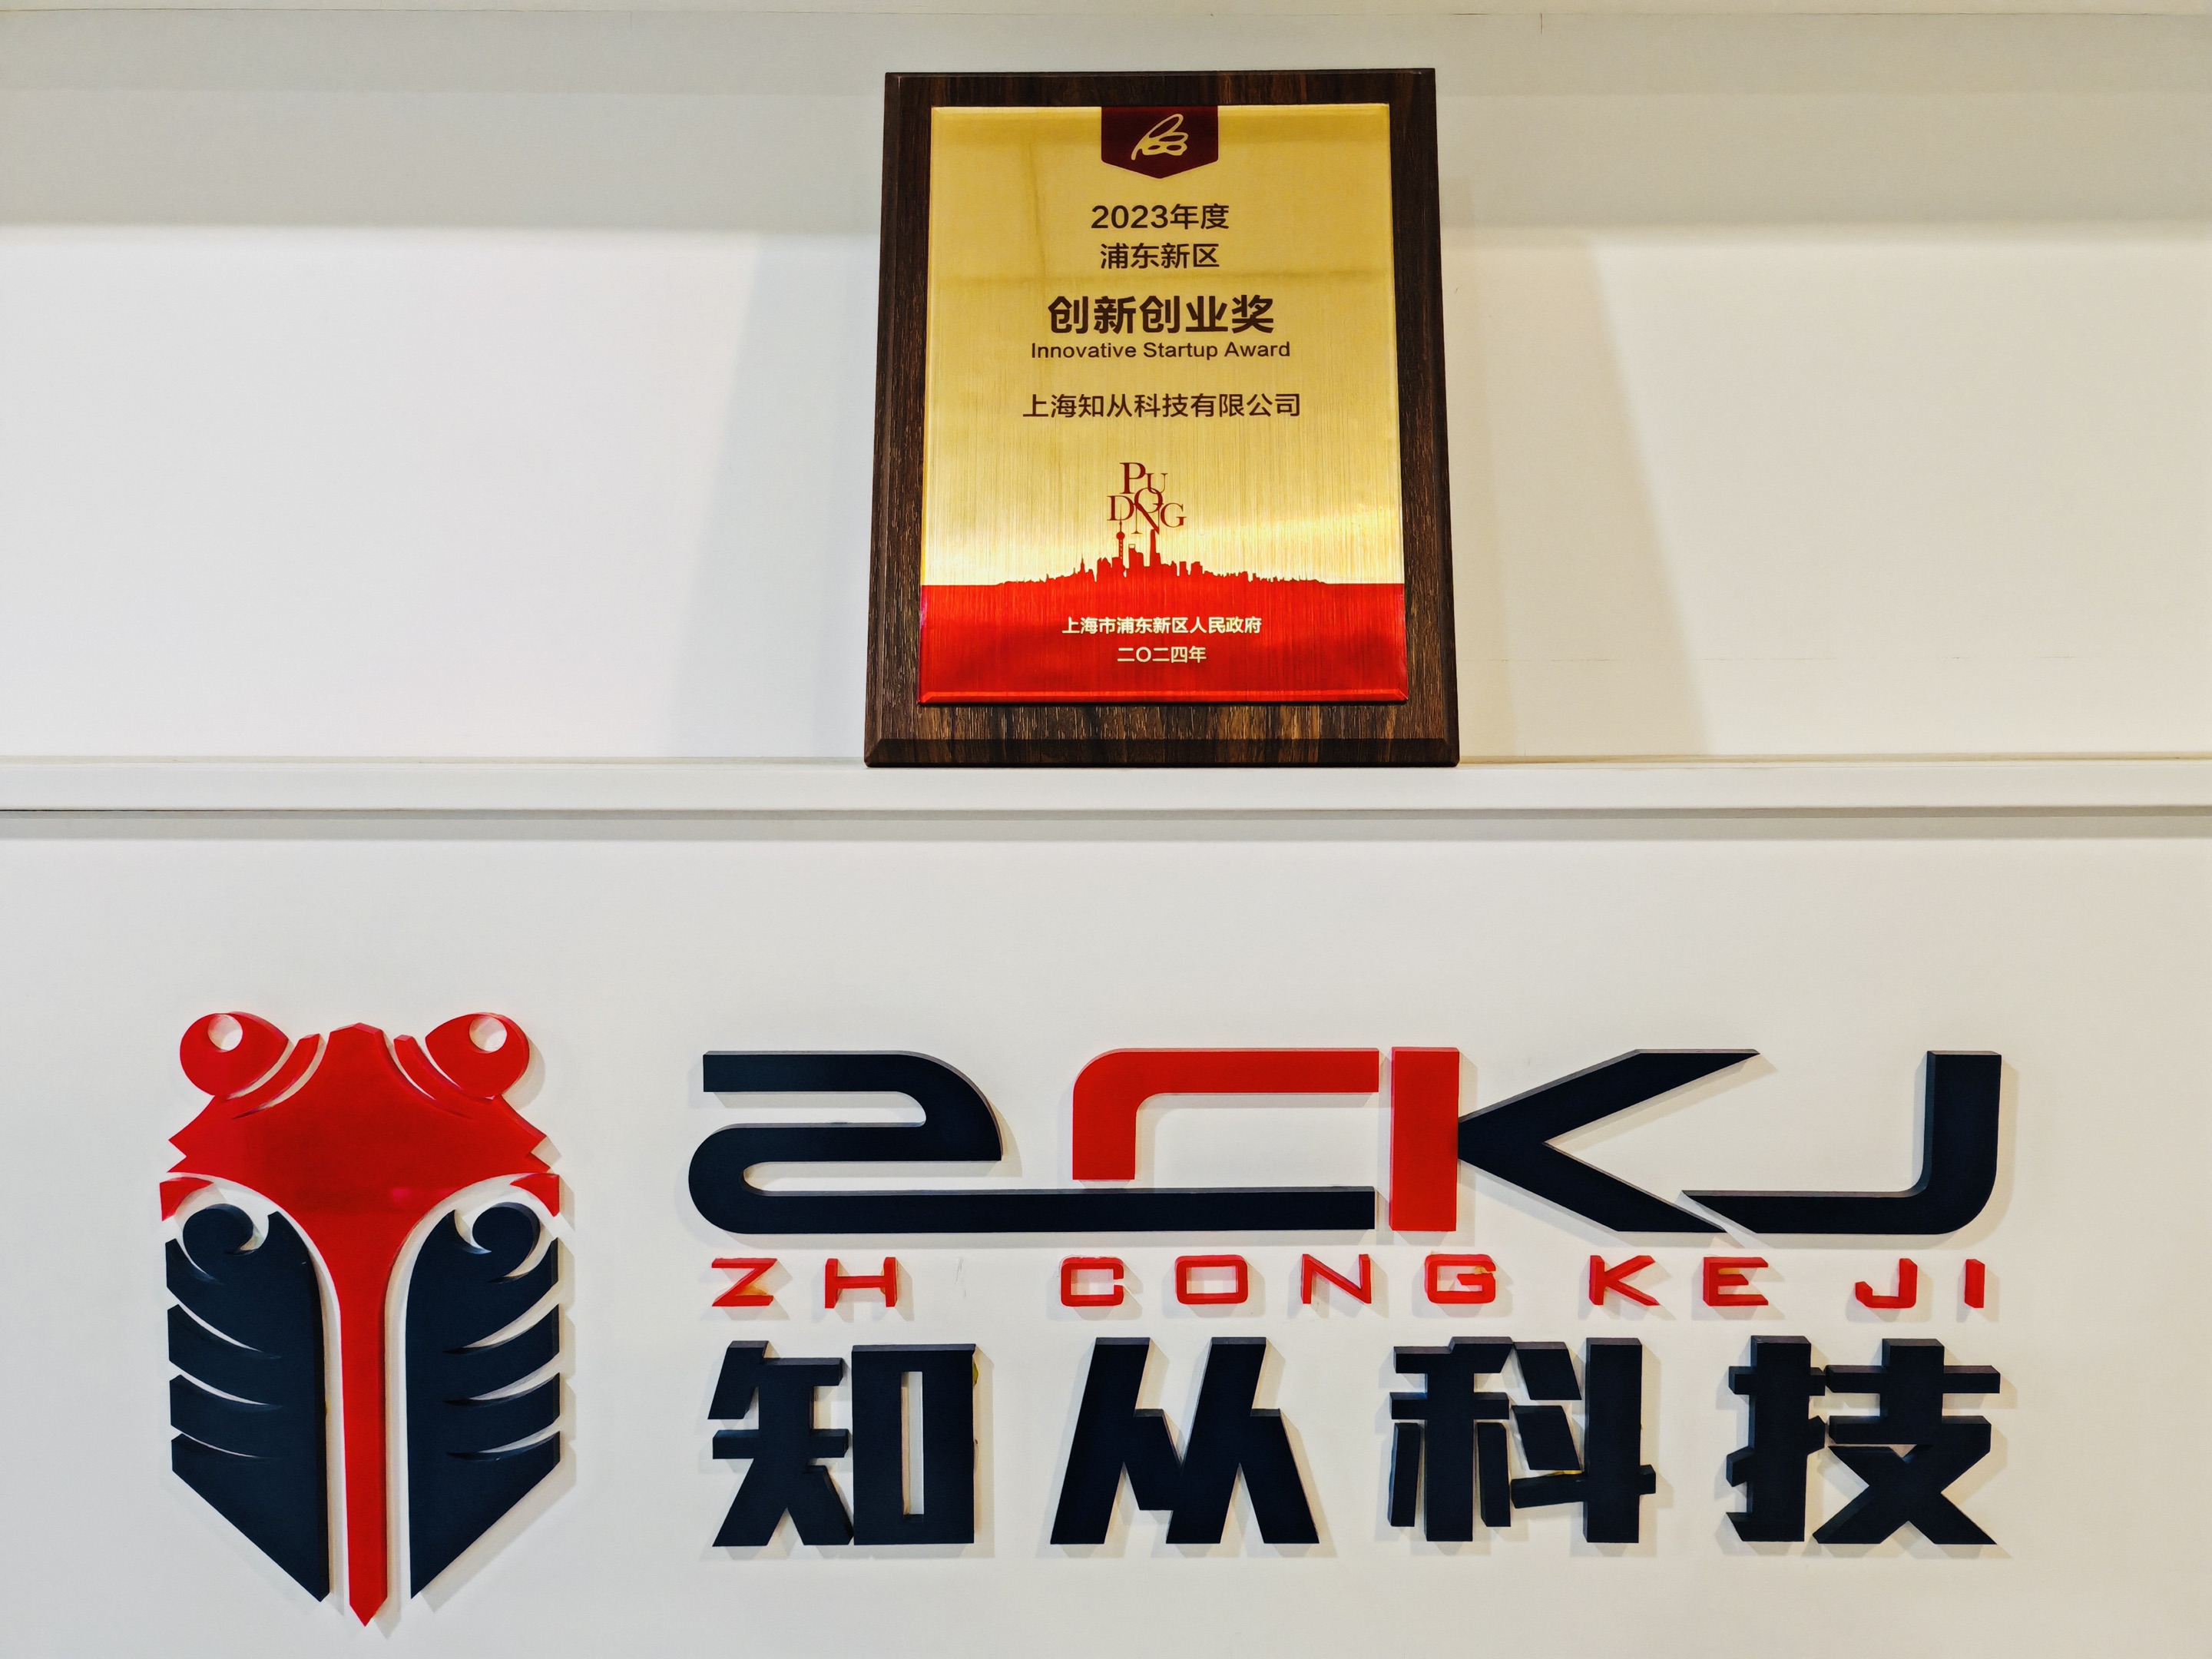 2023年度
浦东新区
创新创业奖
Innovative Startup Award
上海知从科技有限公司
PUDONG
上海市浦东新区人民政府
二〇二四年
ZCKJ
ZH CONG KE JI
知从科技